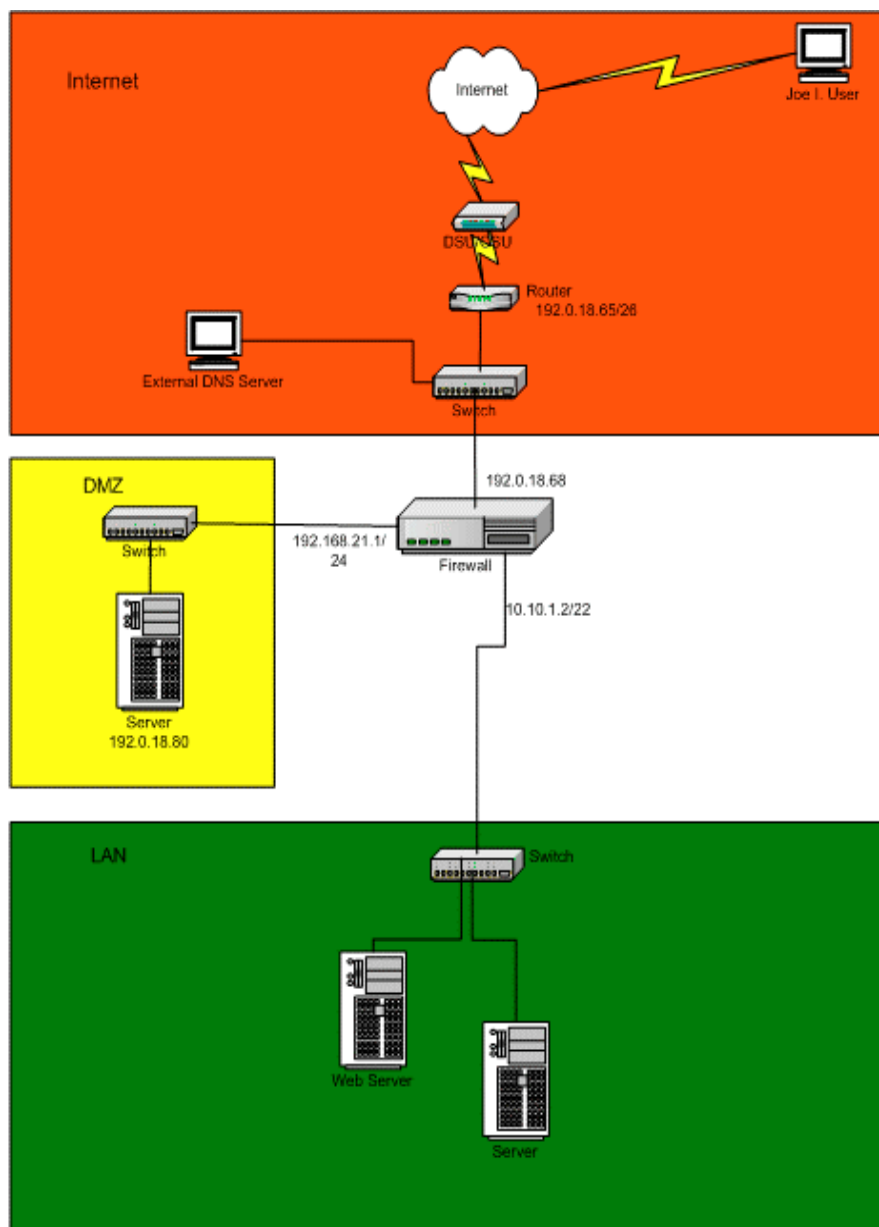 Internet
Internet
Joe I. User
DSU/CSU
Router
192.0.18.65/26
External DNS Server
Switch
192.0.18.68
DMZ
Switch
192.168.21.1/
24
Firewall
10.10.1.2/22
Server
192.0.18.80
LAN
Switch
Web Server
Server